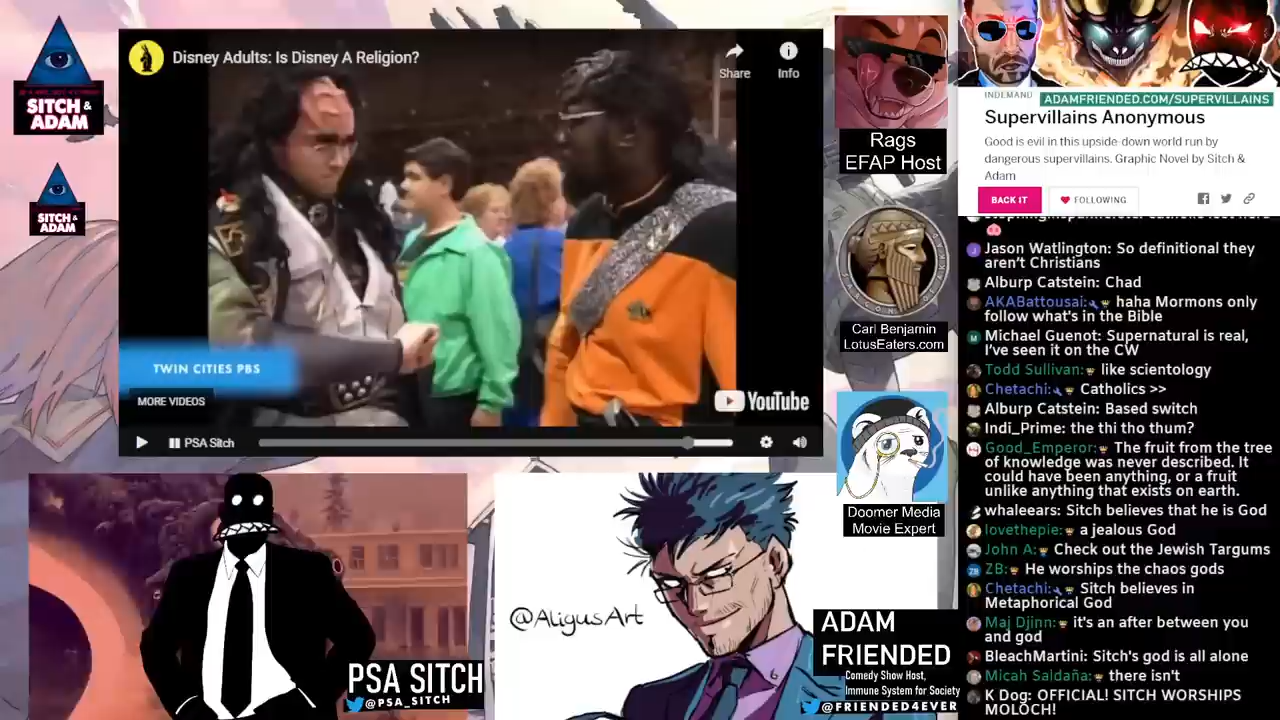 Disney Adults: Is Disney A Religion?
Share
Info
TWIN CITIES PBS
MORE VIDEOS
YouTube
PSA Sitch
SITCH &
ADAM
SITCH &
ADAM
Rags
EFAP Host
Carl Benjamin
LotusEaters.com
Doomer Media
Movie Expert
PSA SITCH
@PSA_SITCH
@AligusArt
ADAM
FRIENDED
Comedy Show Host,
Immune System for Society
@FRIENDED4EVER
INDEMAND
ADAMFRIENDED.COM/SUPERVILLAINS
Supervillains Anonymous
Good is evil in this upside-down world run by
dangerous supervillains. Graphic Novel by Sitch &
Adam
BACK IT
FOLLOWING
Jason Watlington: So definitional they
aren't Christians
Alburp Catstein: Chad
AKABattousai: haha Mormons only
follow what's in the Bible
Michael Guenot: Supernatural is real,
I've seen it on the CW
Todd Sullivan: like scientology
Chetachi: Catholics >>
Alburp Catstein: Based switch
Indi_Prime: the thi tho thum?
Good_Emperor: The fruit from the tree
of knowledge was never described. It
could have been anything, or a fruit
unlike anything that exists on earth.
whaleears: Sitch believes that he is God
lovethepie: a jealous God
John A: Check out the Jewish Targums
ZB: He worships the chaos gods
Chetachi: Sitch believes in
Metaphorical God
Maj Djinn: it's an after between you
and god
BleachMartini: Sitch's god is all alone
Micah Saldaña: there isn't
K Dog: OFFICIAL! SITCH WORSHIPS
MOLOCH!